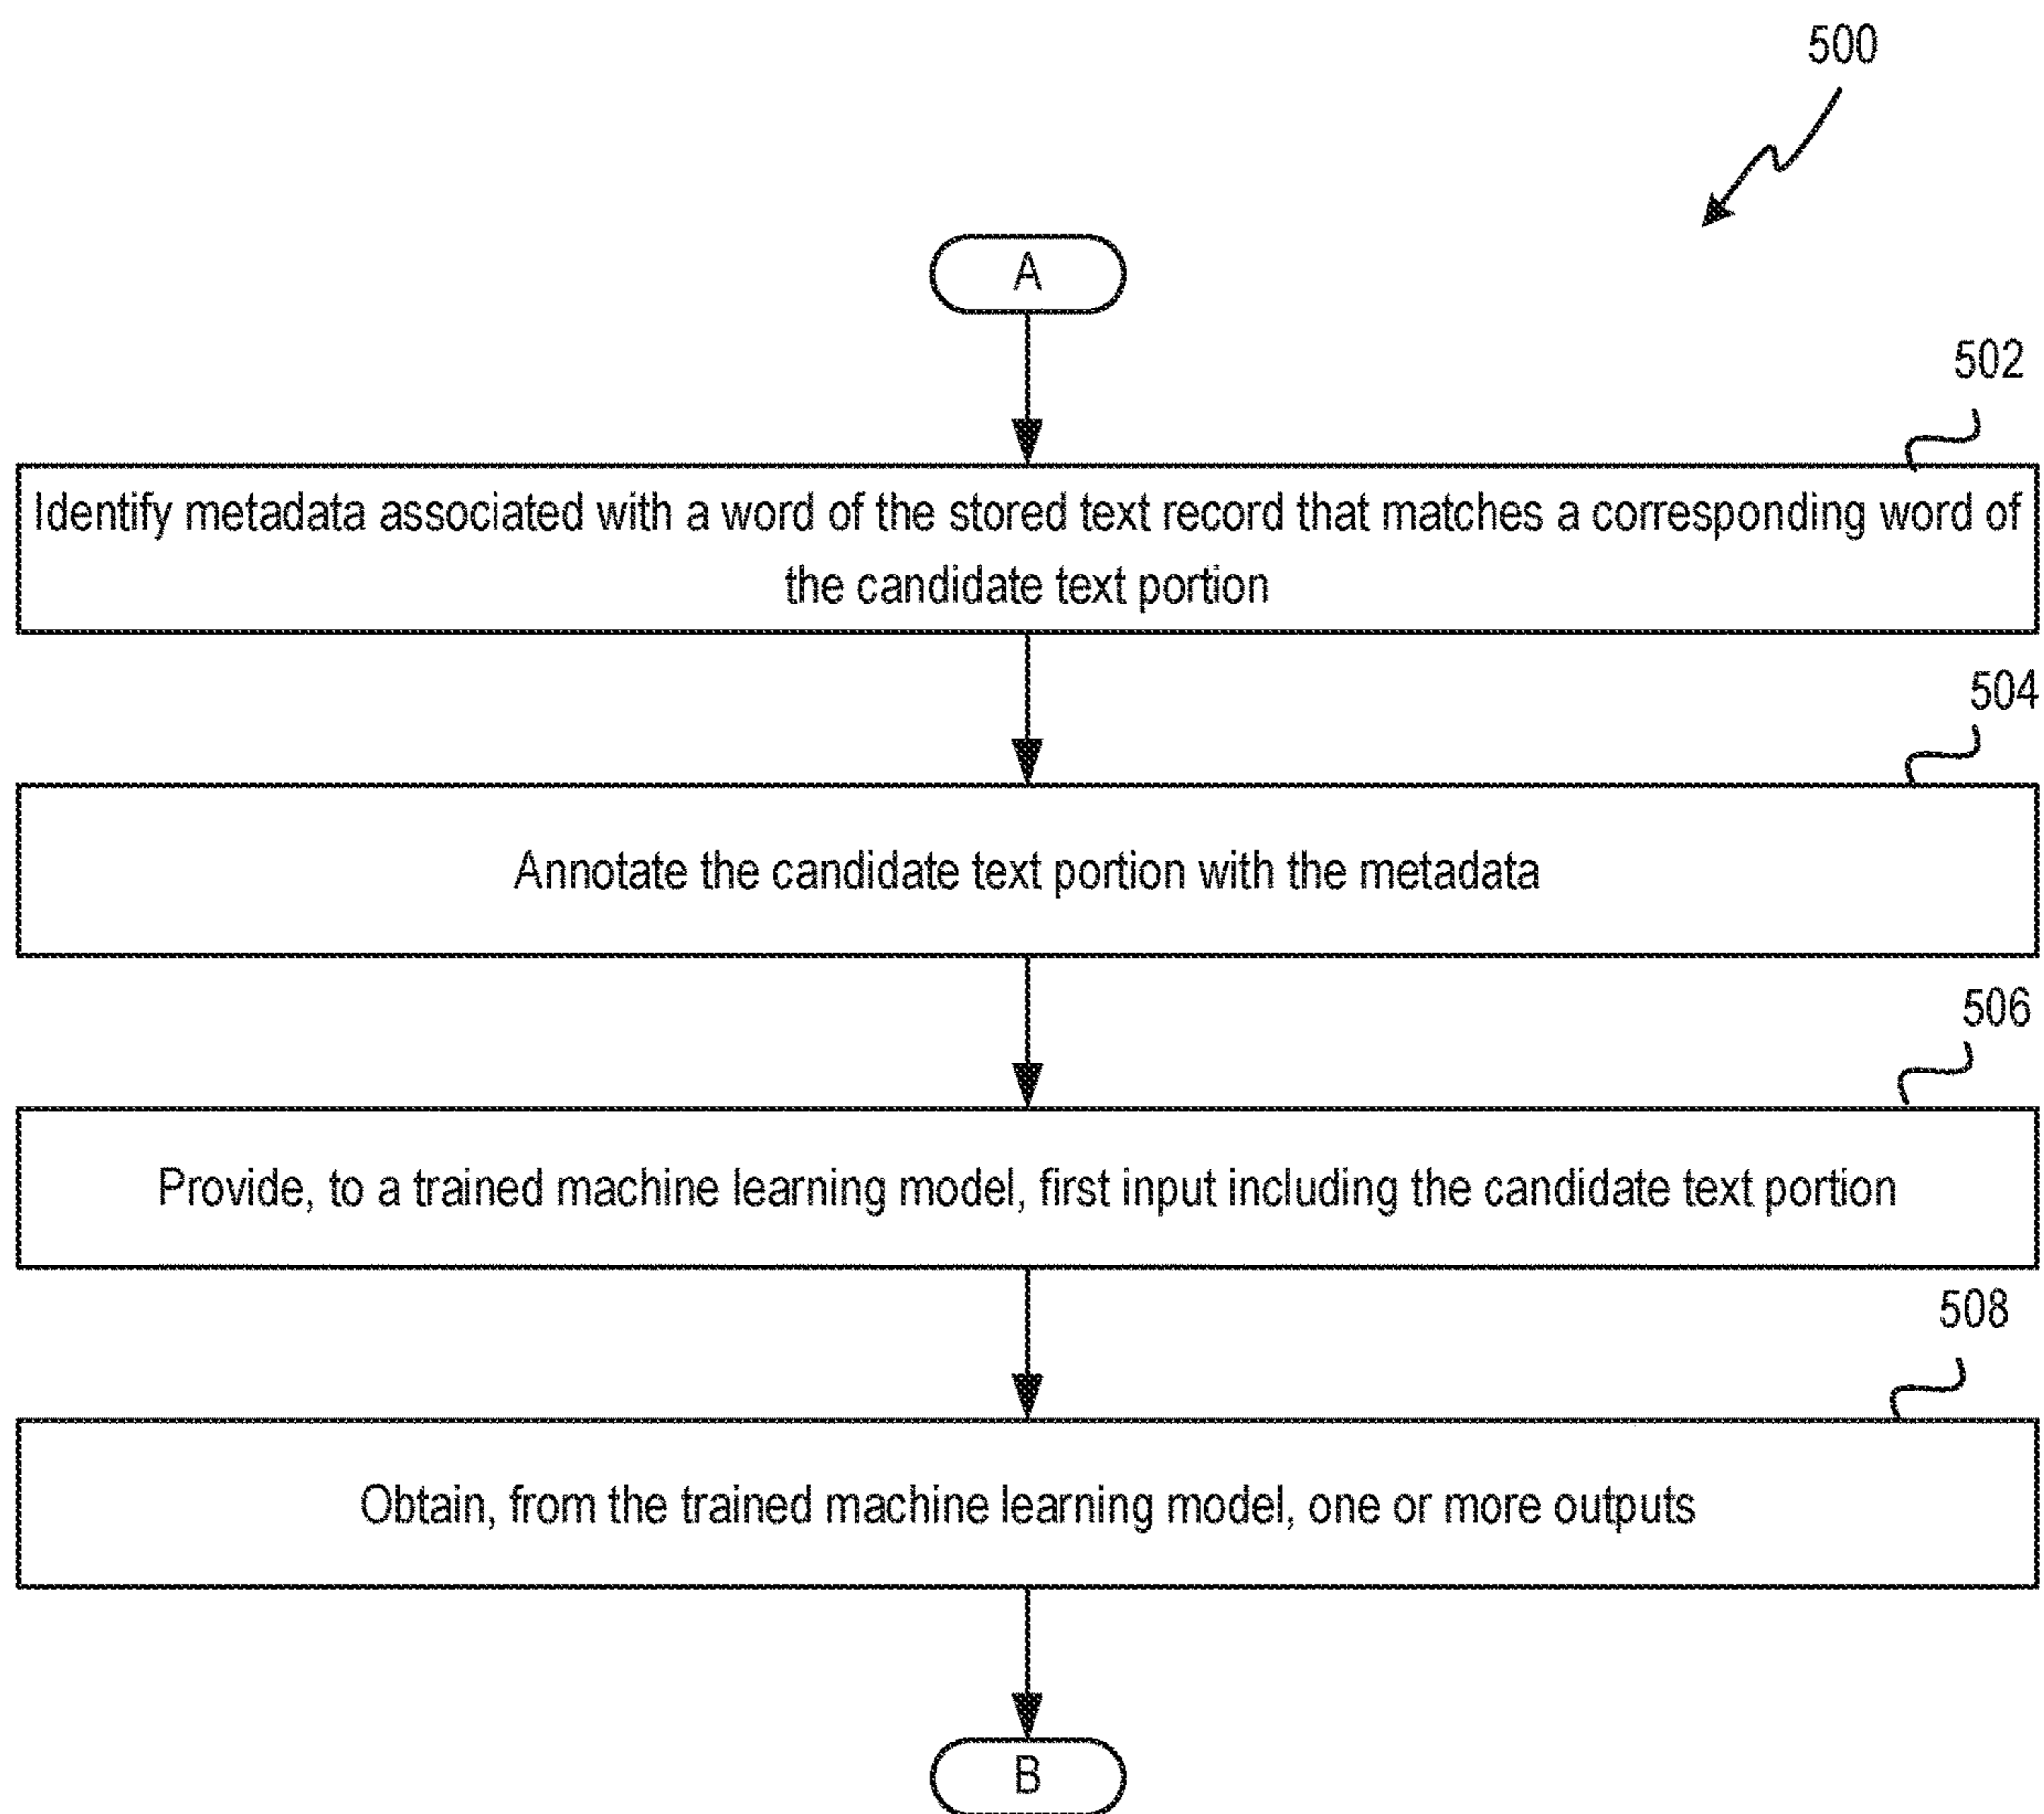 500
A
502
Identify metadata associated with a word of the stored text record that matches a corresponding word of
the candidate text portion
504
Annotate the candidate text portion with the metadata
506
Provide, to a trained machine learning model, first input including the candidate text portion
508
Obtain, from the trained machine learning model, one or more outputs
B